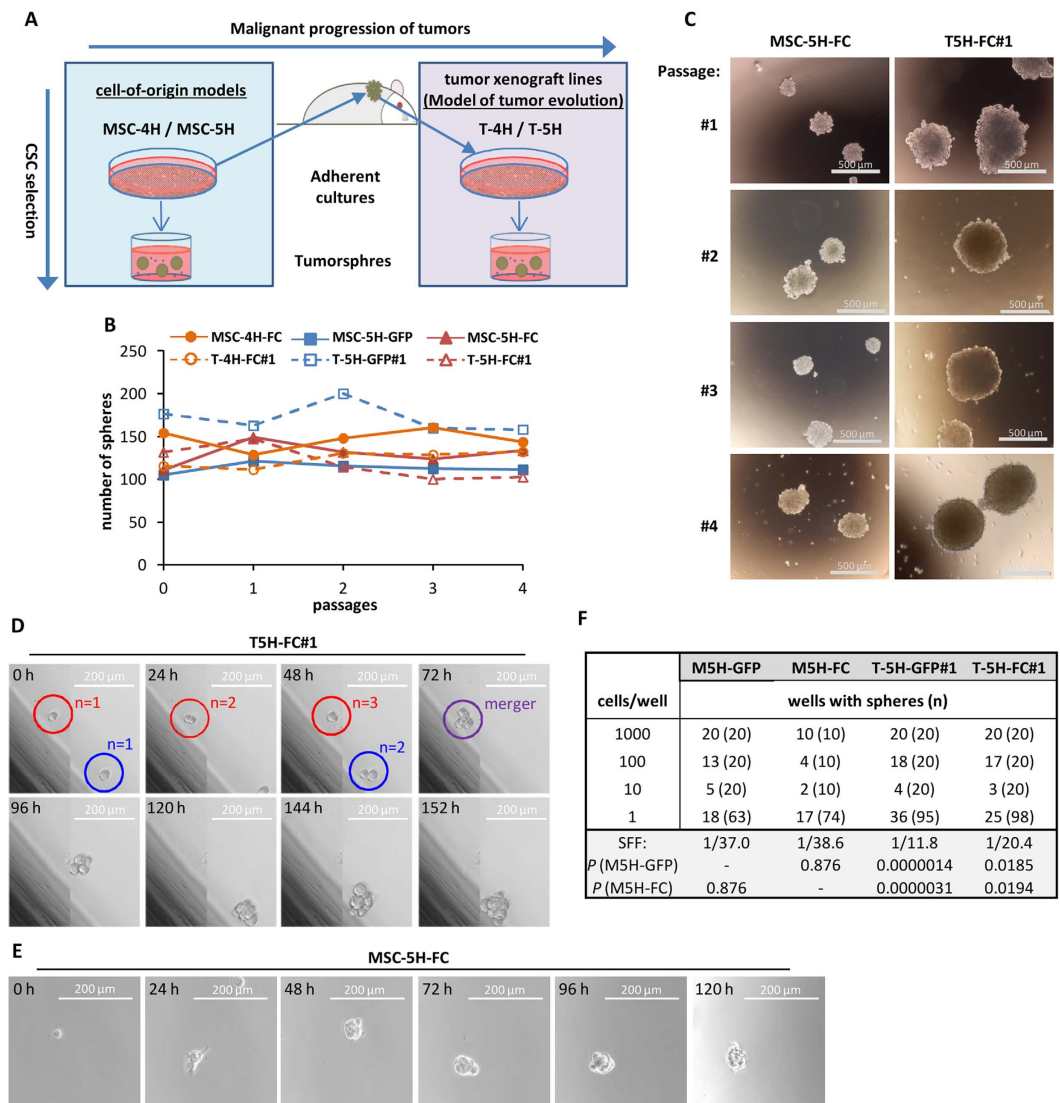 A
Malignant progression of tumors
CSC selection
cell-of-origin models
MSC-4H / MSC-5H
tumor xenograft lines
(Model of tumor evolution)
T-4H / T-5H
Adherent
cultures
Tumorsphres
B
MSC-4H-FC MSC-5H-GFP MSC-5H-FC
T-4H-FC#1 T-5H-GFP#1 T-5H-FC#1
number of spheres
250
200
150
100
50
0
0 1 2 3 4
passages
C
MSC-5H-FC T5H-FC#1
Passage:
#1
500 µm 500 µm
#2
500 µm 500 µm
#3
500 µm 500 µm
#4
500 µm
D
T5H-FC#1
0 h 200 µm 24 h 200 µm 48 h 200 µm 72 h 200 µm
n=1 n=2 n=3 merger
n=1 n=2
96 h 200 µm 120 h 200 µm 144 h 200 µm 152 h 200 µm
E
MSC-5H-FC
0 h 200 µm 24 h 200 µm 48 h 200 µm 72 h 200 µm 96 h 200 µm 120 h 200 µm
F
M5H-GFP M5H-FC T-5H-GFP#1 T-5H-FC#1
cells/well wells with spheres (n)
1000 20 (20) 10 (10) 20 (20) 20 (20)
100 13 (20) 4 (10) 18 (20) 17 (20)
10 5 (20) 2 (10) 4 (20) 3 (20)
1 18 (63) 17 (74) 36 (95) 25 (98)
SFF: 1/37.0 1/38.6 1/11.8 1/20.4
P (M5H-GFP) - 0.876 0.0000014 0.0185
P (M5H-FC) 0.876 - 0.0000031 0.0194